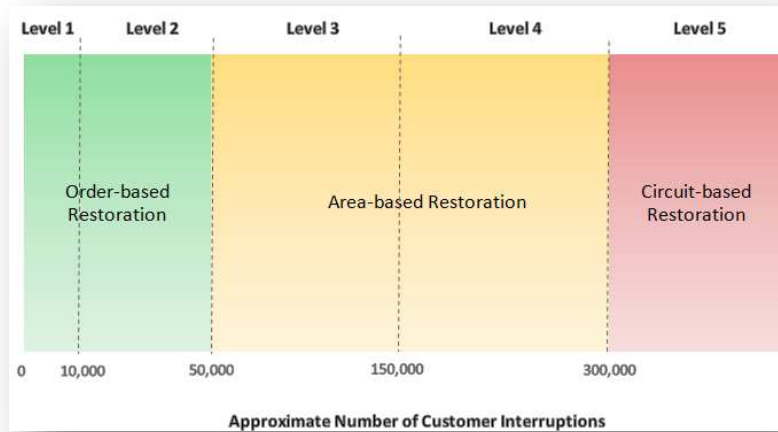 Level 1 Level 2 Level 3 Level 4 Level 5
Order-based
Restoration
Area-based Restoration
Circuit-based
Restoration
0 10,000 50,000 150,000 300,000
Approximate Number of Customer Interruptions